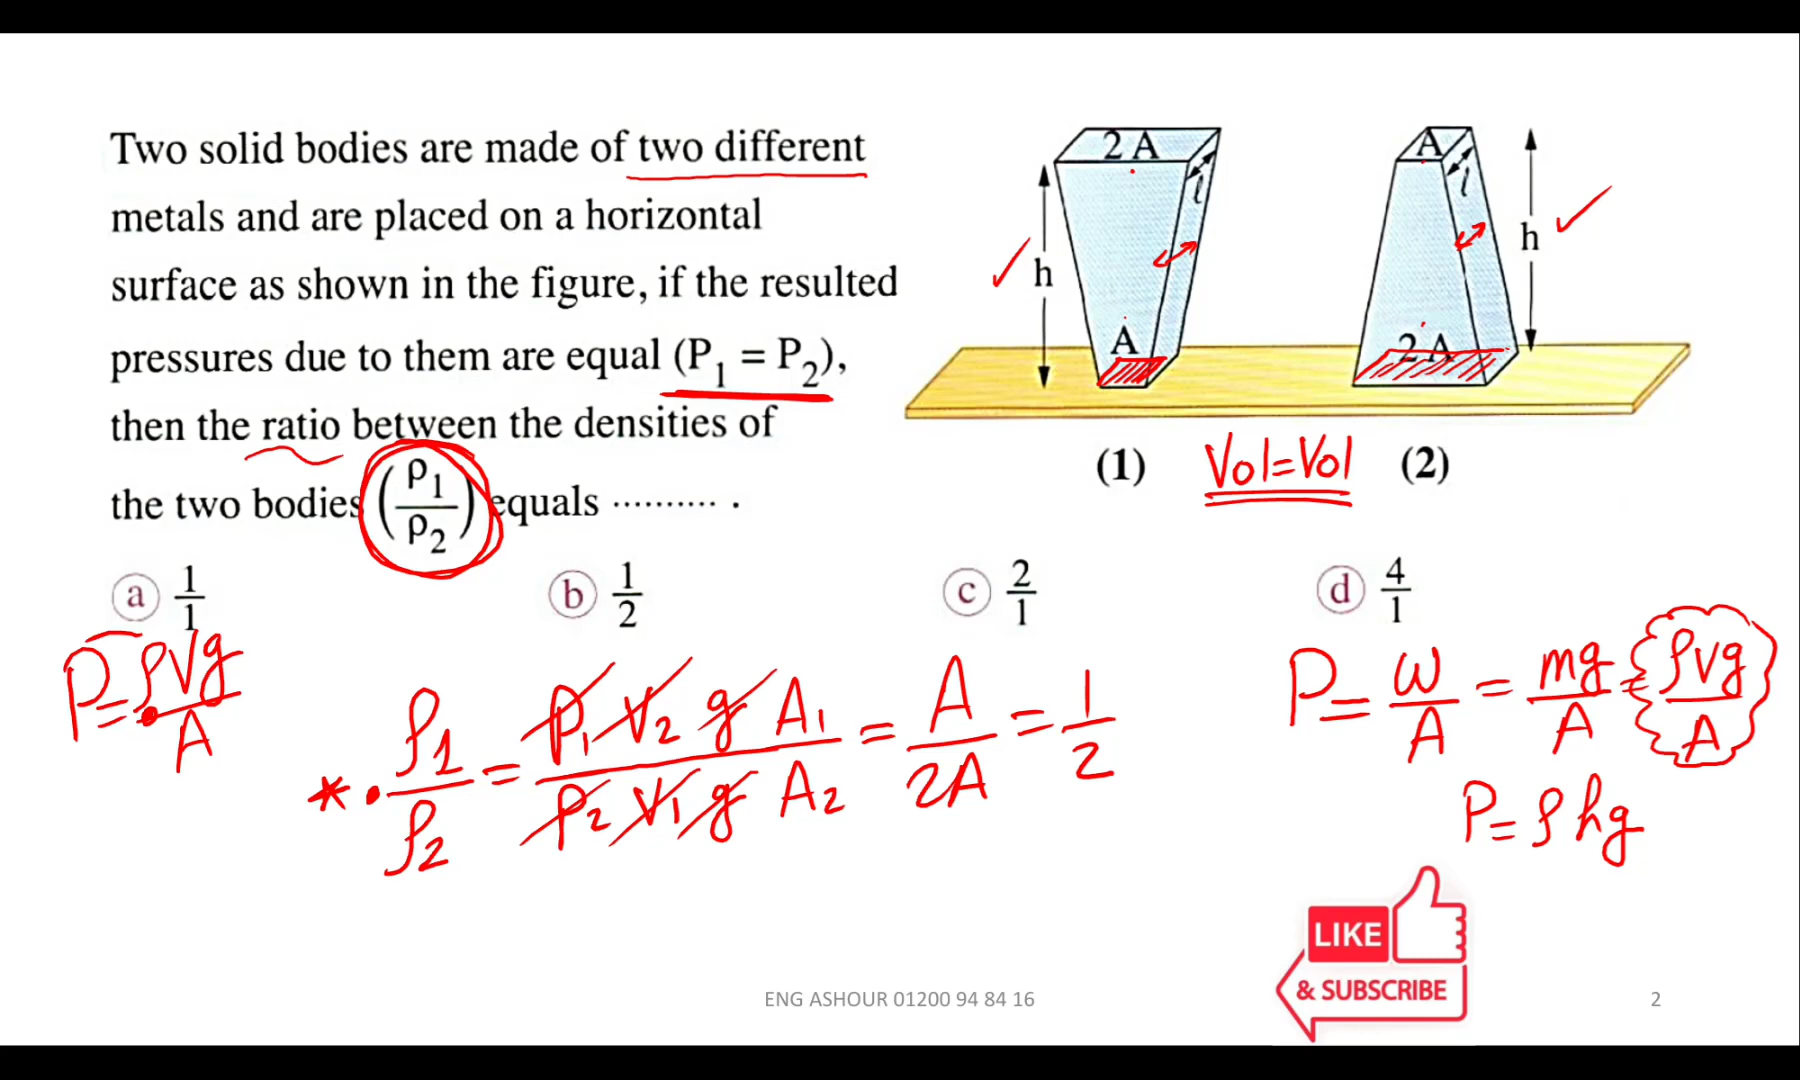 Two solid bodies are made of two different
metals and are placed on a horizontal
surface as shown in the figure, if the resulted
pressures due to them are equal (P₁ = P₂),
then the ratio between the densities of
the two bodies (ρ₁/ρ₂) equals .......... .
2 A
l
h
A
(1)
A
l
h
2 A
(2)
Vol=Vol
a 1/1
b 1/2
c 2/1
d 4/1
P=ρVg/A
* . ρ1/ρ2 = P1 V2 g A1 / P2 V1 g A2 = A/2A = 1/2
P= w/A = mg/A = ρvg/A
P= ρhg
LIKE
& SUBSCRIBE
ENG ASHOUR 01200 94 84 16
2